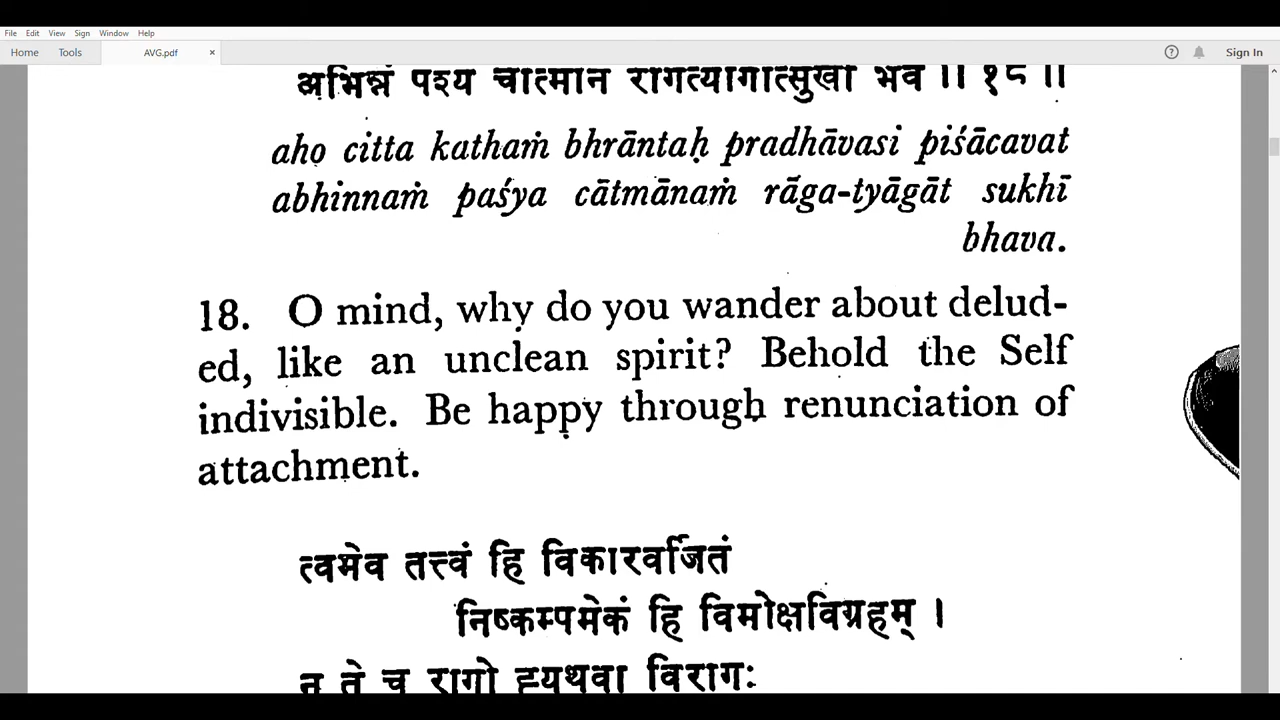 File Edit View Sign Window Help
Home Tools AVG.pdf × Sign In
अभिन्नं पश्य चात्मानं रागत्यागात्सुखी भव ॥ १८ ॥
aho citta kathaṁ bhrāntaḥ pradhāvasi piśācavat
abhinnaṁ paśya cātmānaṁ rāga-tyāgāt sukhī
bhava.
18. O mind, why do you wander about delud-
ed, like an unclean spirit? Behold the Self
indivisible. Be happy through renunciation of
attachment.
त्वमेव तत्त्वं हि विकारवर्जितं
निष्कम्पमेकं हि विमोक्षविग्रहम् ।
न ते च रागो ह्यथवा विरागः